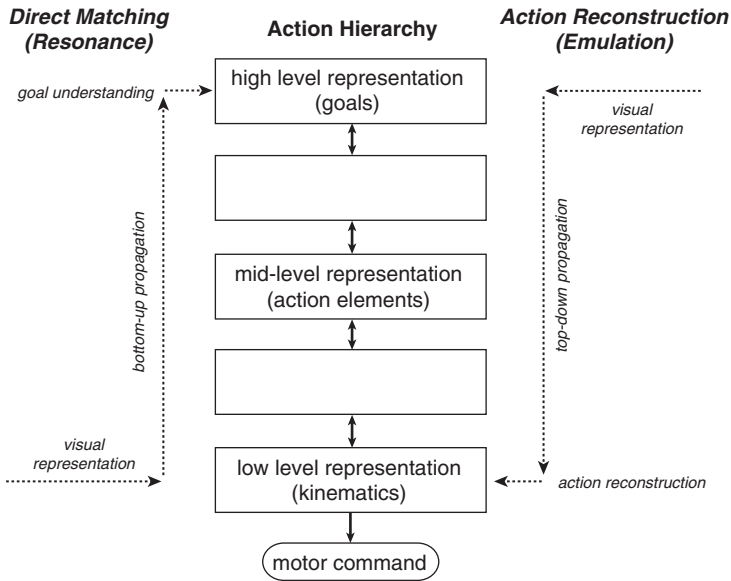 Direct Matching
(Resonance)
Action Hierarchy
Action Reconstruction
(Emulation)
goal understanding
high level representation
(goals)
visual
representation
bottom-up propagation
mid-level representation
(action elements)
top-down propagation
visual
representation
low level representation
(kinematics)
action reconstruction
motor command